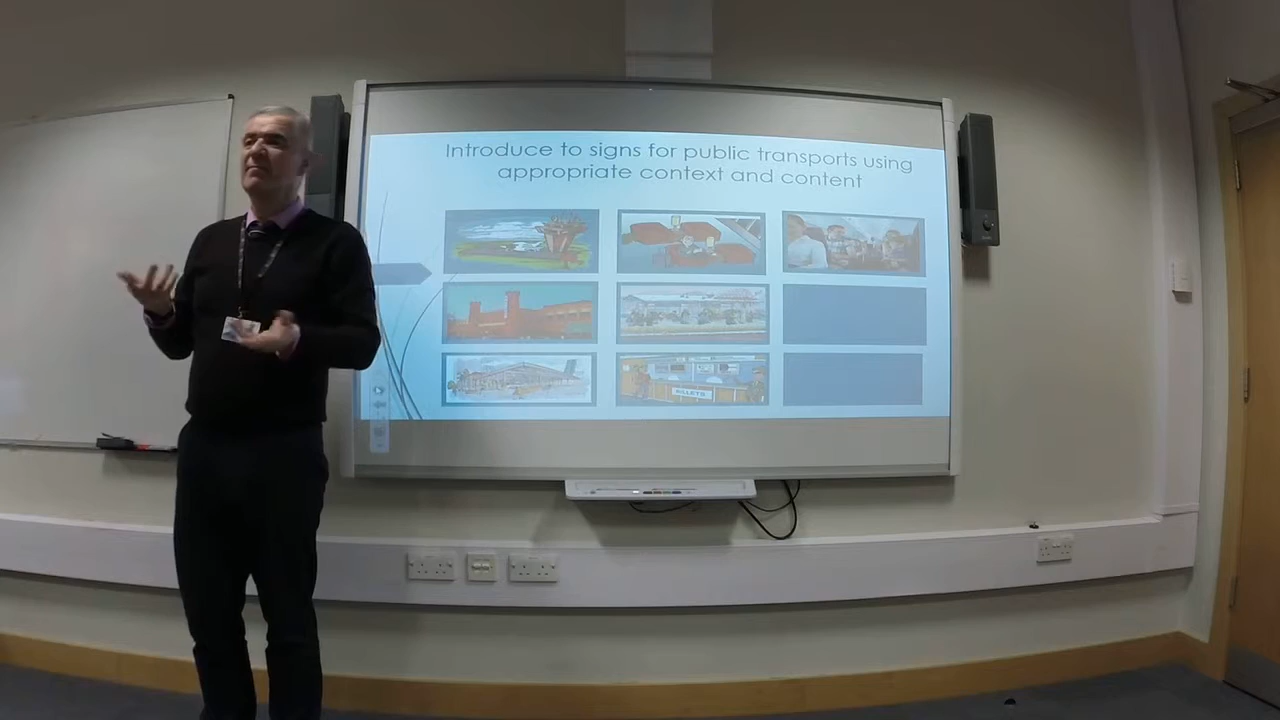 Introduce to signs for public transports using
appropriate context and content